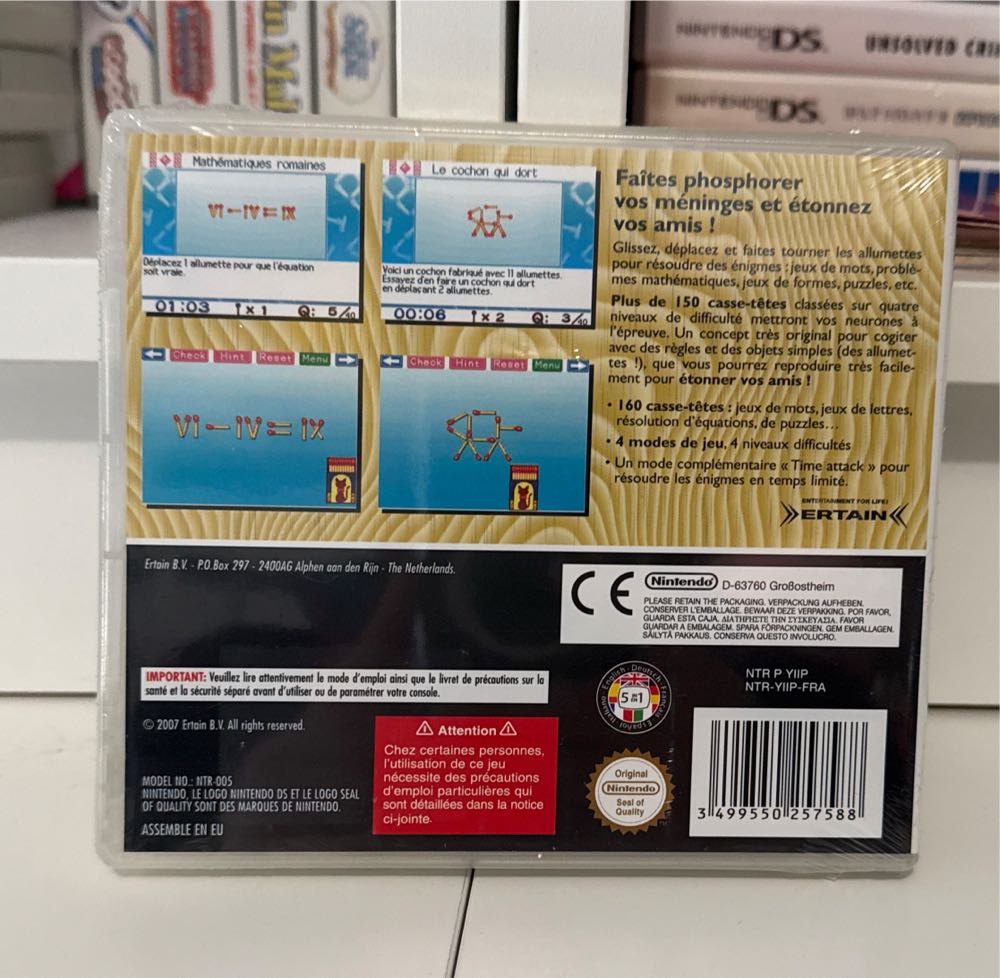 NINTENDO DS. UNSOLVED
NINTENDO DS. ULTIMATE
Mathématiques romaines
VI-IV=IX
Déplacez 1 allumette pour que l'équation
soit vraie.
01:03 x 1 Q: 5/40
Check Hint Reset Menu
VI-IV=IX
Le cochon qui dort
Voici un cochon fabriqué avec 11 allumettes.
Essayez d'en faire un cochon qui dort
en déplaçant 2 allumettes.
00:06 x 2 Q: 3/40
Check Hint Reset Menu
Faîtes phosphorer
vos méninges et étonnez
vos amis !
Glissez, déplacez et faites tourner les allumettes
pour résoudre des énigmes : jeux de mots, problè-
mes mathématiques, jeux de formes, puzzles, etc.
Plus de 150 casse-têtes classées sur quatre
niveaux de difficulté mettront vos neurones à
l'épreuve. Un concept très original pour cogiter
avec des règles et des objets simples (des allumet-
tes !), que vous pourrez reproduire très facile-
ment pour étonner vos amis !
• 160 casse-têtes : jeux de mots, jeux de lettres,
résolution d'équations, de puzzles...
• 4 modes de jeu, 4 niveaux difficultés
• Un mode complémentaire « Time attack » pour
résoudre les énigmes en temps limité.
ENTERTAINMENT FOR LIFE!
ERTAIN
Ertain B.V. - P.O.Box 297 - 2400AG Alphen aan den Rijn - The Netherlands.
CE Nintendo D-63760 Großostheim
PLEASE RETAIN THE PACKAGING. VERPACKUNG AUFHEBEN.
CONSERVER L'EMBALLAGE. BEWAAR DEZE VERPAKKING. POR FAVOR,
GUARDA ESTA CAJA. ΔΙΑΤΗΡΗΣΤΕ ΤΗΝ ΣΥΣΚΕΥΑΣΙΑ. FAVOR
GUARDAR A EMBALAGEM. SPARA FÖRPACKNINGEN. GEM EMBALLAGEN.
SÄILYTÄ PAKKAUS. CONSERVA QUESTO INVOLUCRO.
IMPORTANT: Veuillez lire attentivement le mode d'emploi ainsi que le livret de précautions sur la
santé et la sécurité séparé avant d'utiliser ou de paramétrer votre console.
© 2007 Ertain B.V. All rights reserved.
MODEL NO.: NTR-005
NINTENDO, LE LOGO NINTENDO DS ET LE LOGO SEAL
OF QUALITY SONT DES MARQUES DE NINTENDO.
ASSEMBLE EN EU
Attention
Chez certaines personnes,
l'utilisation de ce jeu
nécessite des précautions
d'emploi particulières qui
sont détaillées dans la notice
ci-jointe.
English • Deutsch • Français • Español • Italiano
5 IN 1
Original
Nintendo
Seal of
Quality
TM
NTR P YIIP
NTR-YIIP-FRA
3 499550 257588